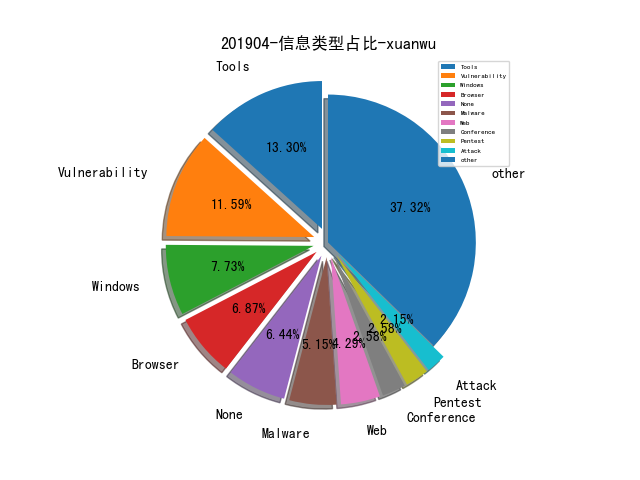 201904-信息类型占比-xuanwu
Tools
Vulnerability
Windows
Browser
None
Malware
Web
Conference
Pentest
Attack
other
Tools
13.30%
Vulnerability
11.59%
Windows
7.73%
Browser
6.87%
None
6.44%
Malware
5.15%
Web
4.29%
Conference
2.58%
Pentest
2.58%
Attack
2.15%
other
37.32%